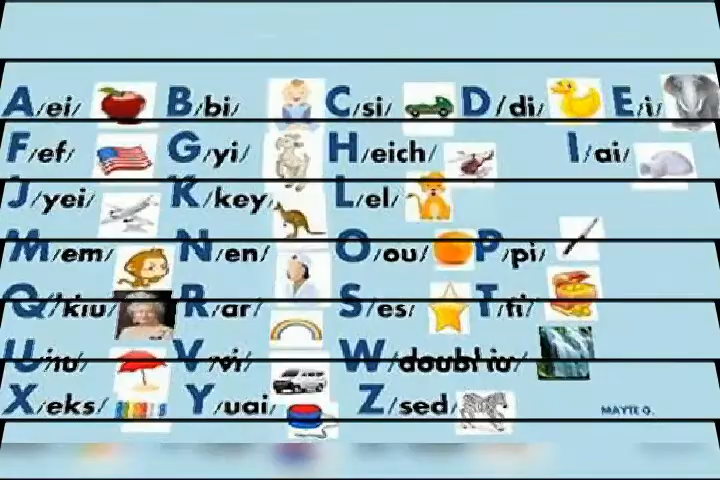 A/ei/ B/bi/ C/si/ D/di/ E/i/
F/ef/ G/yi/ H/eich/ I/ai/
J/yei/ K/key/ L/el/
M/em/ N/en/ O/ou/ P/pi/
Q/kiu/ R/ar/ S/es/ T/ti/
U/iu/ V/vi/ W/doubl iu/
X/eks/ Y/uai/ Z/sed/ MAYTE O.